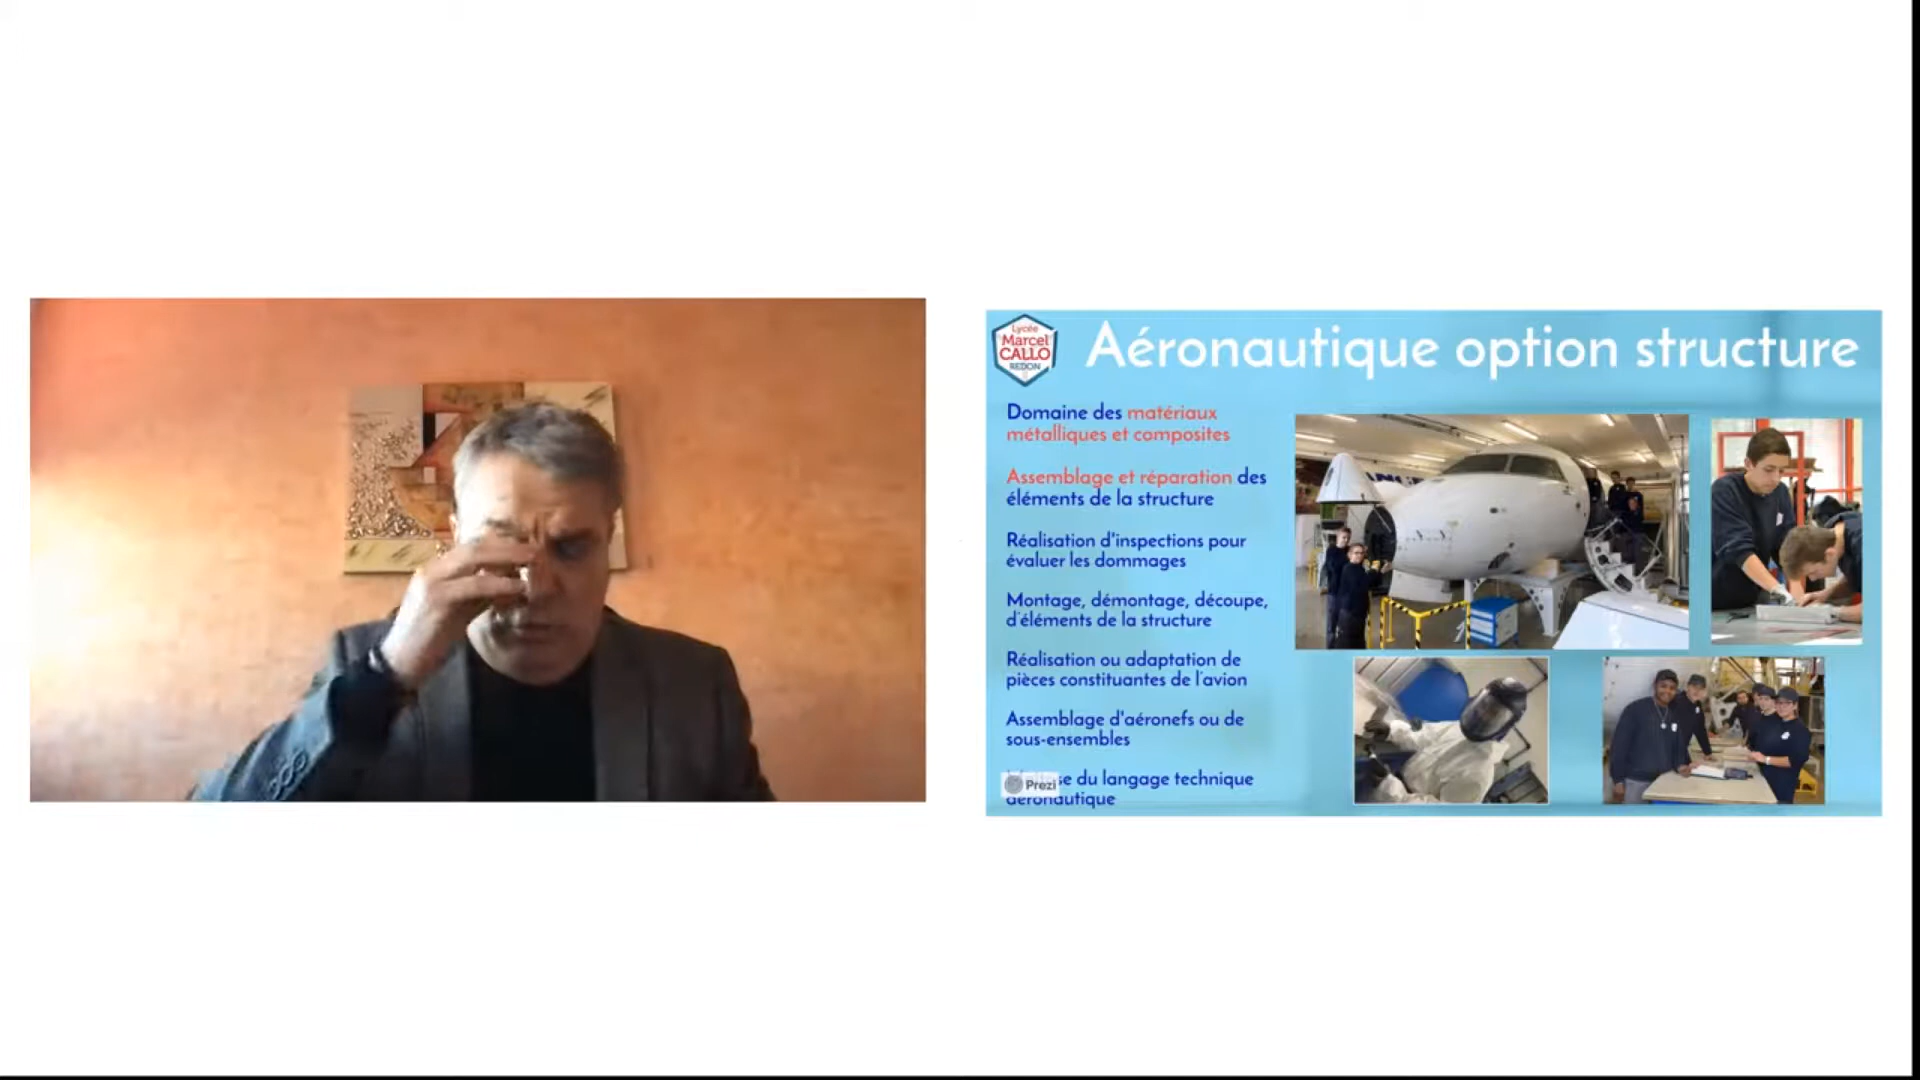 Lycée
Marcel
CALLO
REDON
Aéronautique option structure
Domaine des matériaux
métalliques et composites
Assemblage et réparation des
éléments de la structure
Réalisation d'inspections pour
évaluer les dommages
Montage, démontage, découpe,
d'éléments de la structure
Réalisation ou adaptation de
pièces constituantes de l'avion
Assemblage d'aéronefs ou de
sous-ensembles
du langage technique
aéronautique
Prezi